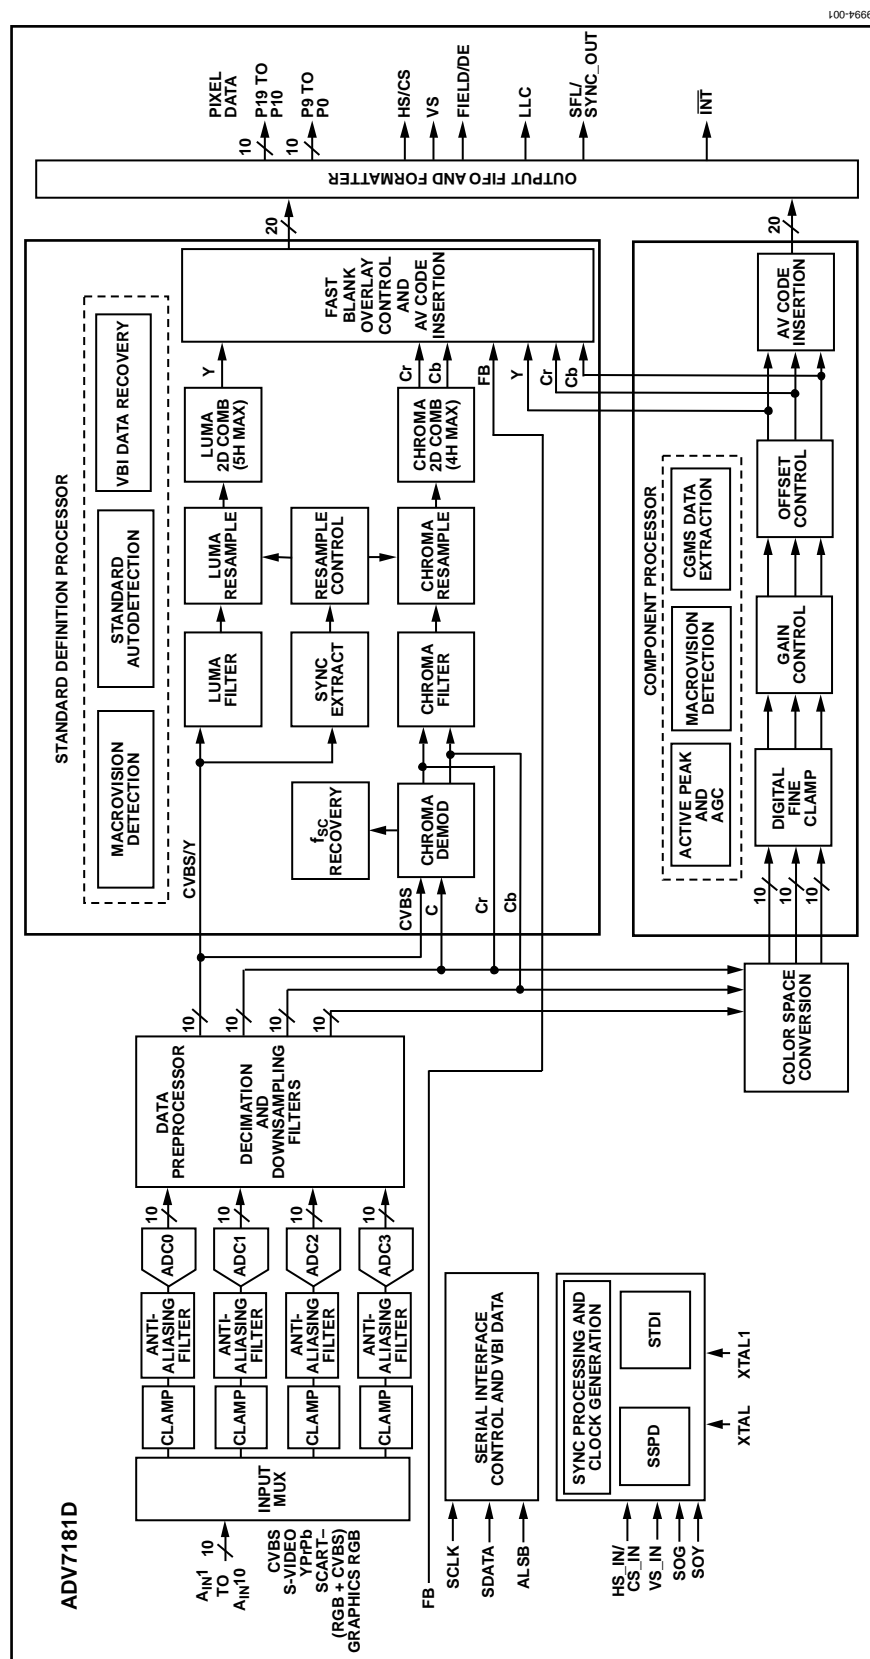 ADV7181D
A_IN1
TO
A_IN10
10
CVBS
S-VIDEO
YPrPb
SCART–
(RGB + CVBS)
GRAPHICS RGB
INPUT
MUX
CLAMP
ANTI-
ALIASING
FILTER
ADC0
10
CLAMP
ANTI-
ALIASING
FILTER
ADC1
10
CLAMP
ANTI-
ALIASING
FILTER
ADC2
10
CLAMP
ANTI-
ALIASING
FILTER
ADC3
10
DATA
PREPROCESSOR
DECIMATION
AND
DOWNSAMPLING
FILTERS
10
10
10
10
FB
SCLK
SDATA
ALSB
SERIAL INTERFACE
CONTROL AND VBI DATA
HS_IN/
CS_IN
VS_IN
SOG
SOY
SYNC PROCESSING AND
CLOCK GENERATION
SSPD
STDI
XTAL
XTAL1
COLOR SPACE
CONVERSION
STANDARD DEFINITION PROCESSOR
MACROVISION
DETECTION
STANDARD
AUTODETECTION
VBI DATA RECOVERY
CVBS/Y
CVBS
C
Cr
Cb
f_SC
RECOVERY
CHROMA
DEMOD
LUMA
FILTER
SYNC
EXTRACT
CHROMA
FILTER
LUMA
RESAMPLE
RESAMPLE
CONTROL
CHROMA
RESAMPLE
LUMA
2D COMB
(5H MAX)
CHROMA
2D COMB
(4H MAX)
Y
Cr
Cb
FB
Y
Cr
Cb
FAST
BLANK
OVERLAY
CONTROL
AND
AV CODE
INSERTION
20
COMPONENT PROCESSOR
ACTIVE PEAK
AND
AGC
MACROVISION
DETECTION
CGMS DATA
EXTRACTION
10
10
10
DIGITAL
FINE
CLAMP
GAIN
CONTROL
OFFSET
CONTROL
AV CODE
INSERTION
20
OUTPUT FIFO AND FORMATTER
PIXEL
DATA
10
P19 TO
P10
10
P9 TO
P0
HS/CS
VS
FIELD/DE
LLC
SFL/
SYNC_OUT
INT